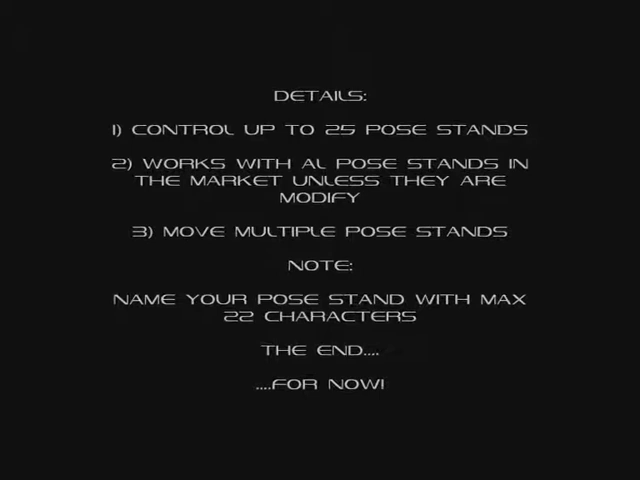 DETAILS:
1) CONTROL UP TO 25 POSE STANDS
2) WORKS WITH AL POSE STANDS IN
THE MARKET UNLESS THEY ARE
MODIFY
3) MOVE MULTIPLE POSE STANDS
NOTE:
NAME YOUR POSE STAND WITH MAX
22 CHARACTERS
THE END....
....FOR NOW!